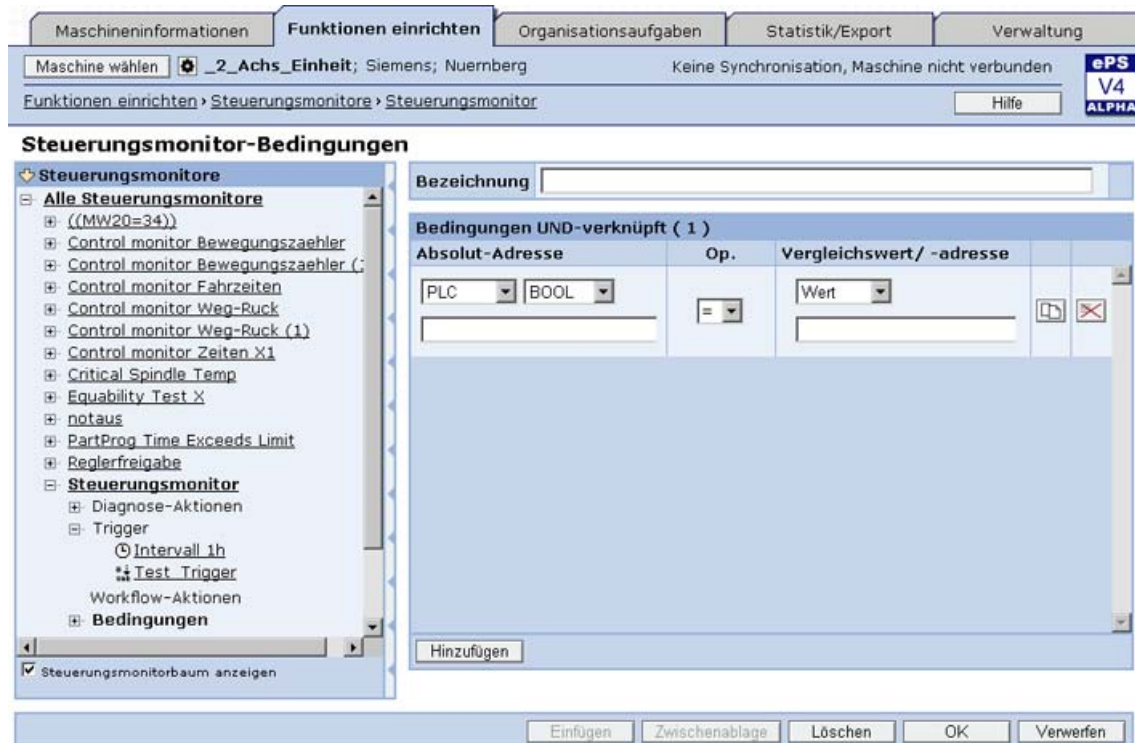 Maschineninformationen Funktionen einrichten Organisationsaufgaben Statistik/Export Verwaltung
Maschine wählen _2_Achs_Einheit; Siemens; Nuernberg Keine Synchronisation, Maschine nicht verbunden ePS
V4
ALPHA
Funktionen einrichten › Steuerungsmonitore › Steuerungsmonitor Hilfe
Steuerungsmonitor-Bedingungen
Steuerungsmonitore
Alle Steuerungsmonitore
((MW20=34))
Control monitor Bewegungszaehler
Control monitor Bewegungszaehler (
Control monitor Fahrzeiten
Control monitor Weg-Ruck
Control monitor Weg-Ruck (1)
Control monitor Zeiten X1
Critical Spindle Temp
Equability Test X
notaus
PartProg Time Exceeds Limit
Reglerfreigabe
Steuerungsmonitor
Diagnose-Aktionen
Trigger
Intervall 1h
Test_Trigger
Workflow-Aktionen
Bedingungen
Steuerungsmonitorbaum anzeigen
Bezeichnung
Bedingungen UND-verknüpft ( 1 )
Absolut-Adresse Op. Vergleichswert/ -adresse
PLC BOOL = Wert
Hinzufügen
Einfügen Zwischenablage Löschen OK Verwerfen